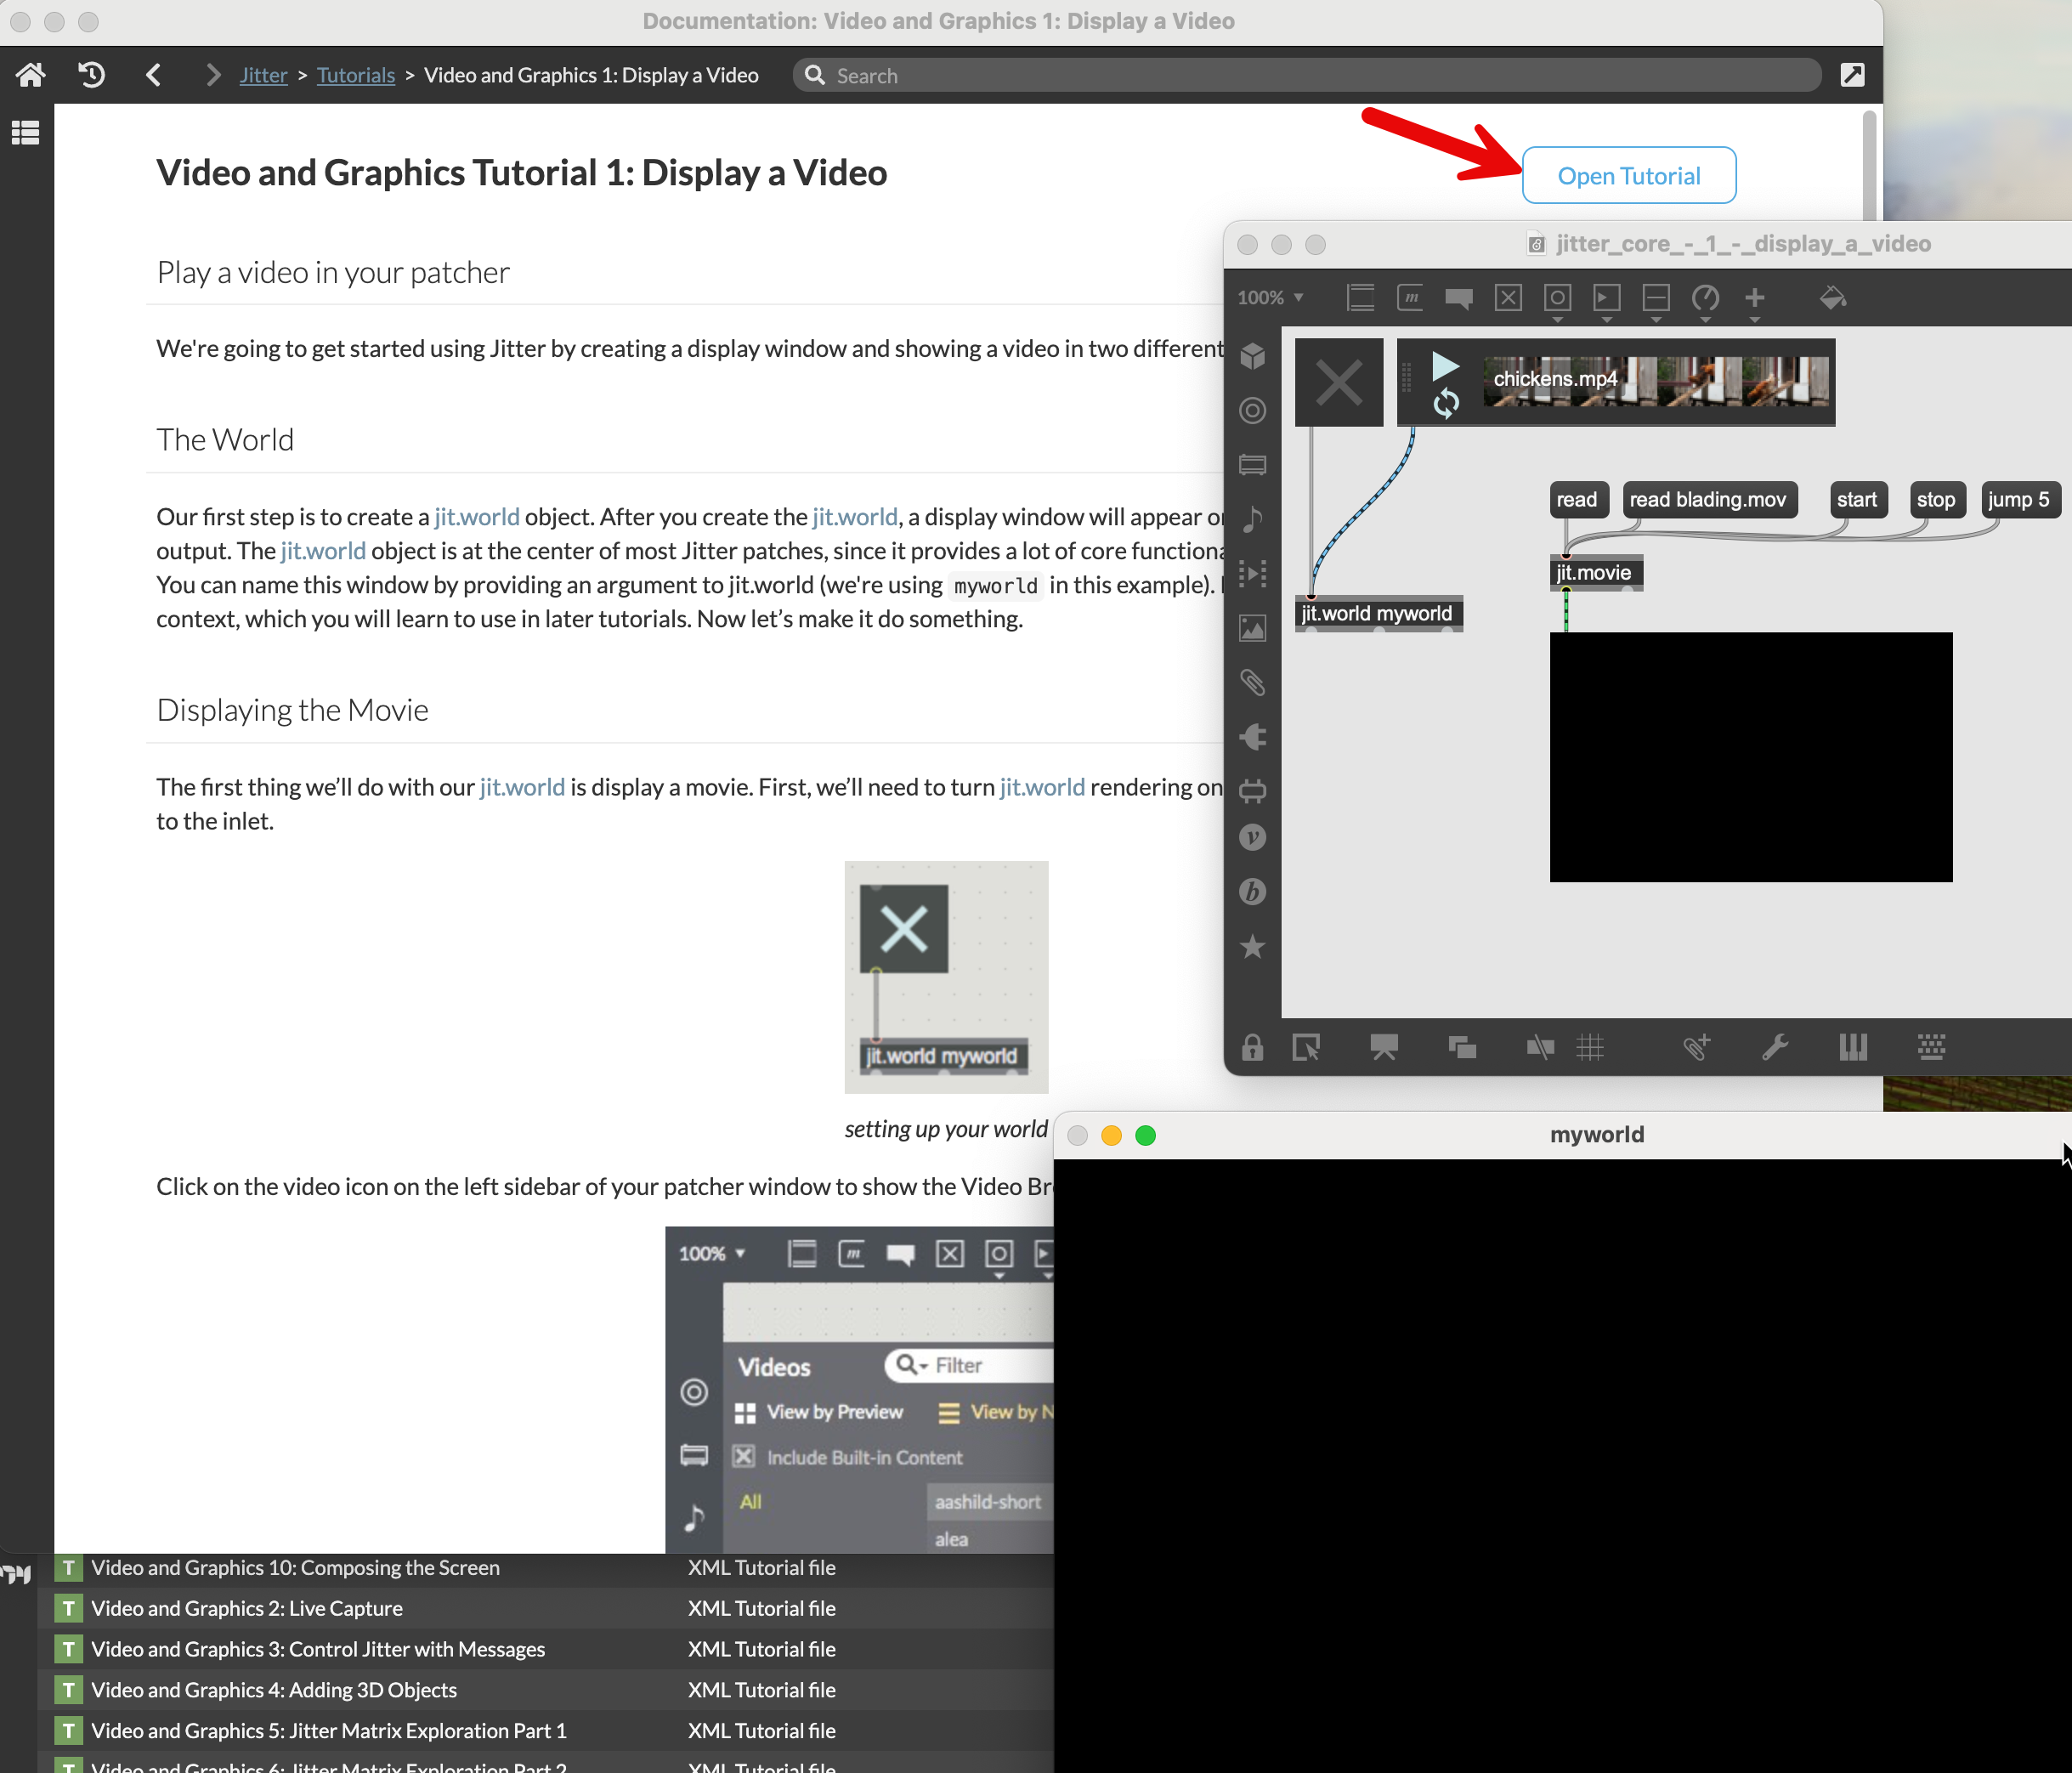 Documentation: Video and Graphics 1: Display a Video
Jitter > Tutorials > Video and Graphics 1: Display a Video
Search
Video and Graphics Tutorial 1: Display a Video
Open Tutorial
Play a video in your patcher
We're going to get started using Jitter by creating a display window and showing a video in two different
The World
Our first step is to create a jit.world object. After you create the jit.world, a display window will appear
output. The jit.world object is at the center of most Jitter patches, since it provides a lot of core
You can name this window by providing an argument to jit.world (we're using myworld in this example).
context, which you will learn to use in later tutorials. Now let’s make it do something.
Displaying the Movie
The first thing we’ll do with our jit.world is display a movie. First, we’ll need to turn jit.world rendering on
to the inlet.
jit.world myworld
setting up your world
Click on the video icon on the left sidebar of your patcher window to show the Video
100%
m
Videos
Filter
View by Preview
View by
Include Built-in Content
All
aashild-short
alea
jitter_core_-_1_-_display_a_video
100%
m
chickens.mp4
read
read blading.mov
start
stop
jump 5
jit.movie
jit.world myworld
v
b
myworld
T Video and Graphics 10: Composing the Screen XML Tutorial file
T Video and Graphics 2: Live Capture XML Tutorial file
T Video and Graphics 3: Control Jitter with Messages XML Tutorial file
T Video and Graphics 4: Adding 3D Objects XML Tutorial file
T Video and Graphics 5: Jitter Matrix Exploration Part 1 XML Tutorial file
T Video and Graphics 6: Jitter Matrix Exploration Part 2 XML Tutorial file